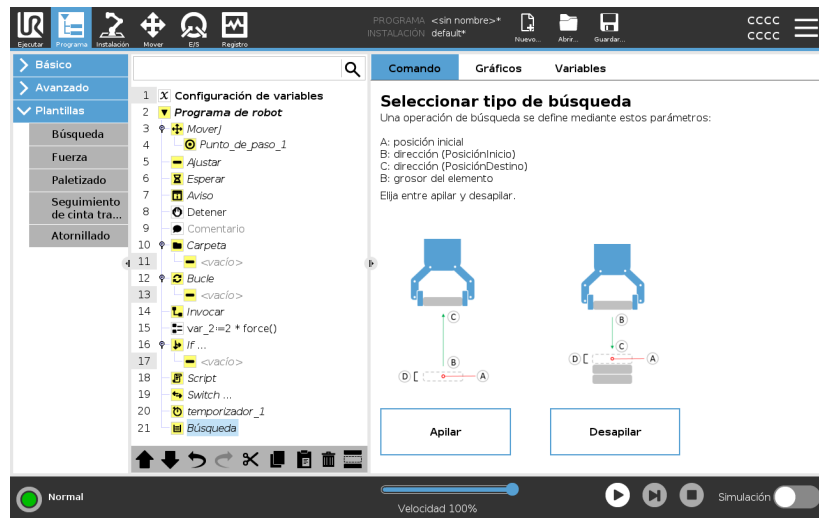 PROGRAMA <sin nombre>*
INSTALACIÓN default*
UR
Ejecutar
Programa
Instalación
Mover
E/S
Registro
Nuevo...
Abrir...
Guardar...
CCCC
CCCC
Básico
Avanzado
Plantillas
Búsqueda
Fuerza
Paletizado
Seguimiento
de cinta tra...
Atornillado
1 X Configuración de variables
2 Programa de robot
3 MoverJ
4 Punto_de_paso_1
5 Ajustar
6 Esperar
7 Aviso
8 Detener
9 Comentario
10 Carpeta
11 <vacío>
12 Bucle
13 <vacío>
14 Invocar
15 var_2:=2 * force()
16 If ...
17 <vacío>
18 Script
19 Switch ...
20 temporizador_1
21 Búsqueda
Comando Gráficos Variables
Seleccionar tipo de búsqueda
Una operación de búsqueda se define mediante estos parámetros:
A: posición inicial
B: dirección (PosiciónInicio)
C: dirección (PosiciónDestino)
B: grosor del elemento
Elija entre apilar y desapilar.
C
B
D
A
B
C
D
A
Apilar
Desapilar
Normal
Velocidad 100%
Simulación